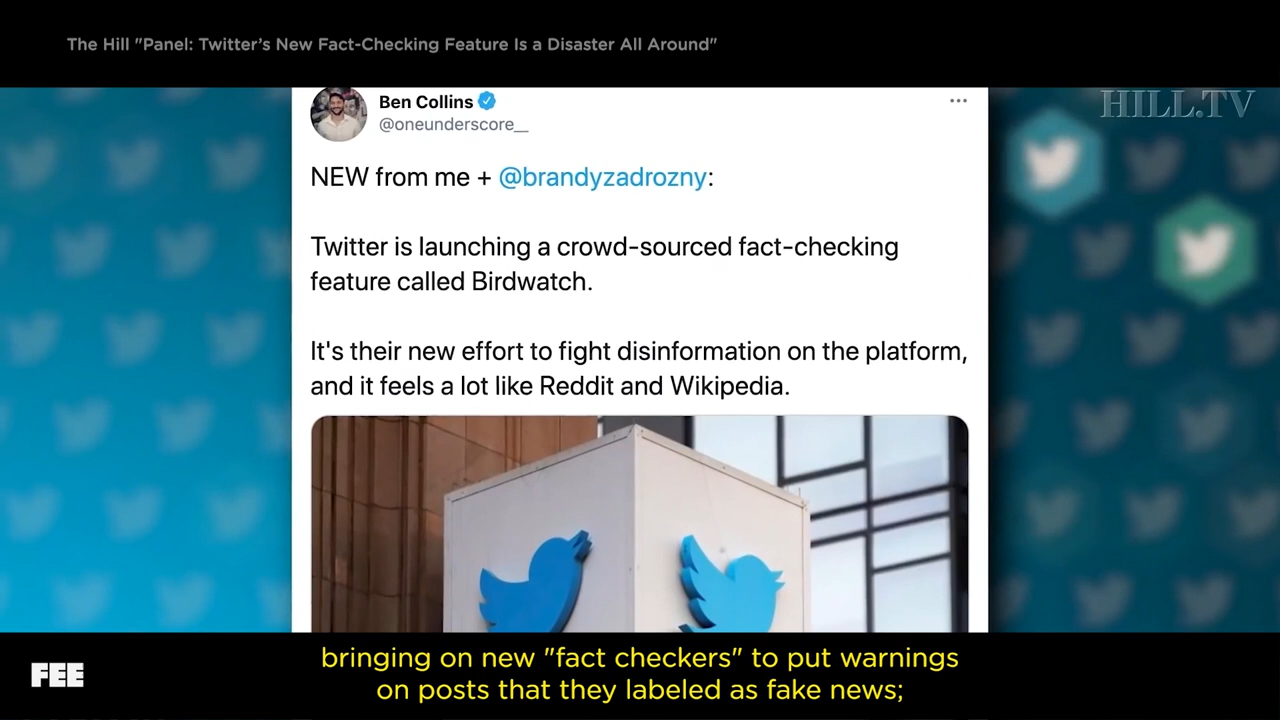 The Hill "Panel: Twitter’s New Fact-Checking Feature Is a Disaster All Around"
HILL.TV
Ben Collins
@oneunderscore__
NEW from me + @brandyzadrozny:
Twitter is launching a crowd-sourced fact-checking
feature called Birdwatch.
It's their new effort to fight disinformation on the platform,
and it feels a lot like Reddit and Wikipedia.
bringing on new "fact checkers" to put warnings
on posts that they labeled as fake news;
FEE